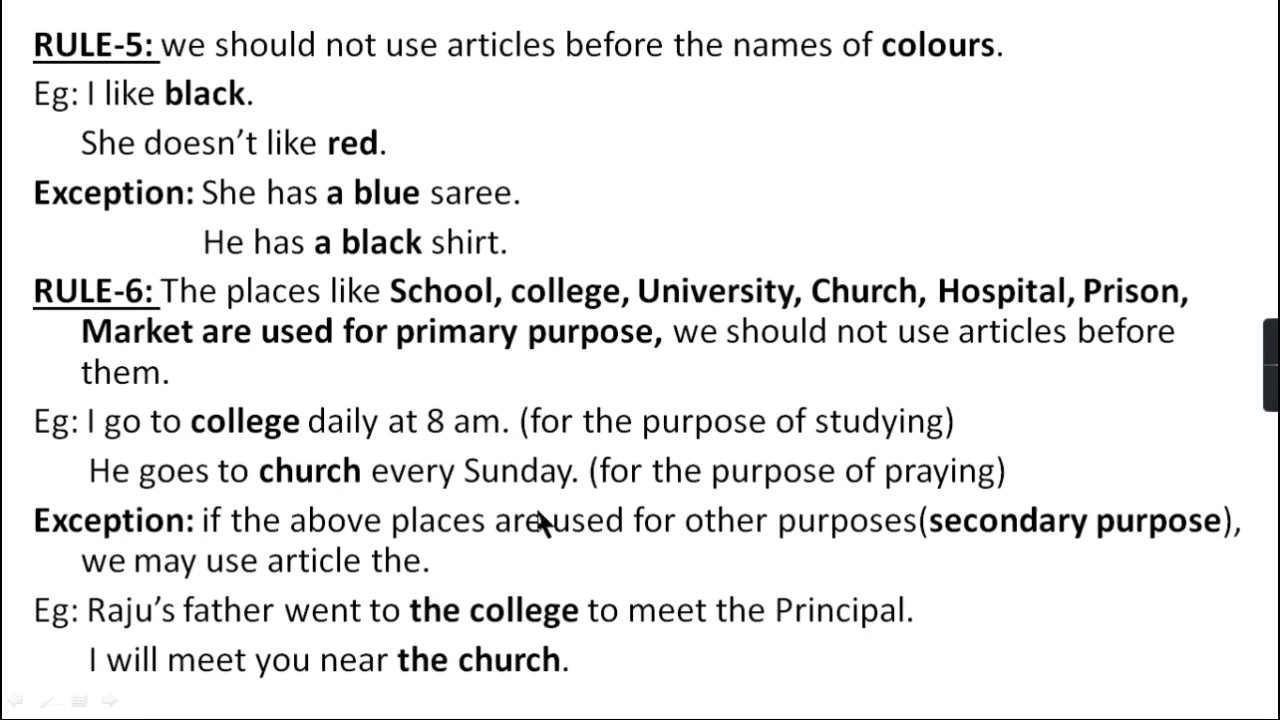 RULE-5: we should not use articles before the names of colours.
Eg: I like black.
She doesn’t like red.
Exception: She has a blue saree.
He has a black shirt.
RULE-6: The places like School, college, University, Church, Hospital, Prison,
Market are used for primary purpose, we should not use articles before
them.
Eg: I go to college daily at 8 am. (for the purpose of studying)
He goes to church every Sunday. (for the purpose of praying)
Exception: if the above places are used for other purposes(secondary purpose),
we may use article the.
Eg: Raju’s father went to the college to meet the Principal.
I will meet you near the church.